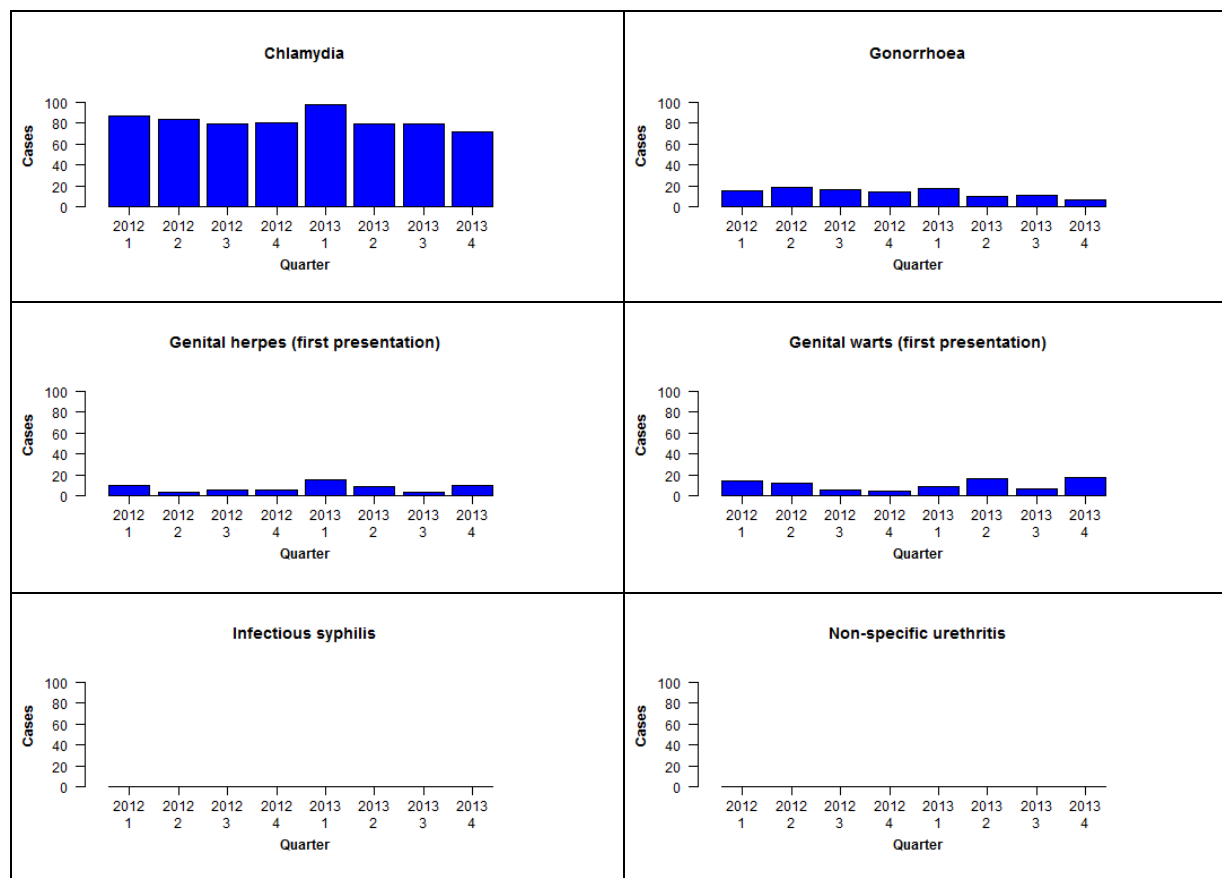 Chlamydia
Cases
100
80
60
40
20
0
2012 2012 2012 2012 2013 2013 2013 2013
1 2 3 4 1 2 3 4
Quarter
Gonorrhoea
Cases
100
80
60
40
20
0
2012 2012 2012 2012 2013 2013 2013 2013
1 2 3 4 1 2 3 4
Quarter
Genital herpes (first presentation)
Cases
100
80
60
40
20
0
2012 2012 2012 2012 2013 2013 2013 2013
1 2 3 4 1 2 3 4
Quarter
Genital warts (first presentation)
Cases
100
80
60
40
20
0
2012 2012 2012 2012 2013 2013 2013 2013
1 2 3 4 1 2 3 4
Quarter
Infectious syphilis
Cases
100
80
60
40
20
0
2012 2012 2012 2012 2013 2013 2013 2013
1 2 3 4 1 2 3 4
Quarter
Non-specific urethritis
Cases
100
80
60
40
20
0
2012 2012 2012 2012 2013 2013 2013 2013
1 2 3 4 1 2 3 4
Quarter